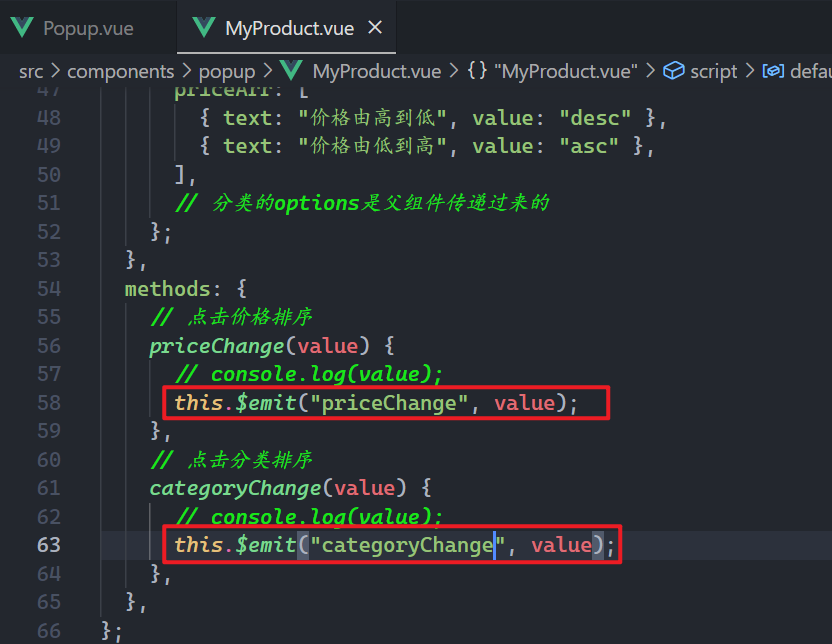 Popup.vue
MyProduct.vue ×
src > components > popup > MyProduct.vue > {} "MyProduct.vue" > script > defau
47 priceArr: [
48 { text: "价格由高到低", value: "desc" },
49 { text: "价格由低到高", value: "asc" },
50 ],
51 // 分类的options是父组件传递过来的
52 };
53 },
54 methods: {
55 // 点击价格排序
56 priceChange(value) {
57 // console.log(value);
58 this.$emit("priceChange", value);
59 },
60 // 点击分类排序
61 categoryChange(value) {
62 // console.log(value);
63 this.$emit("categoryChange", value);
64 },
65 },
66 };